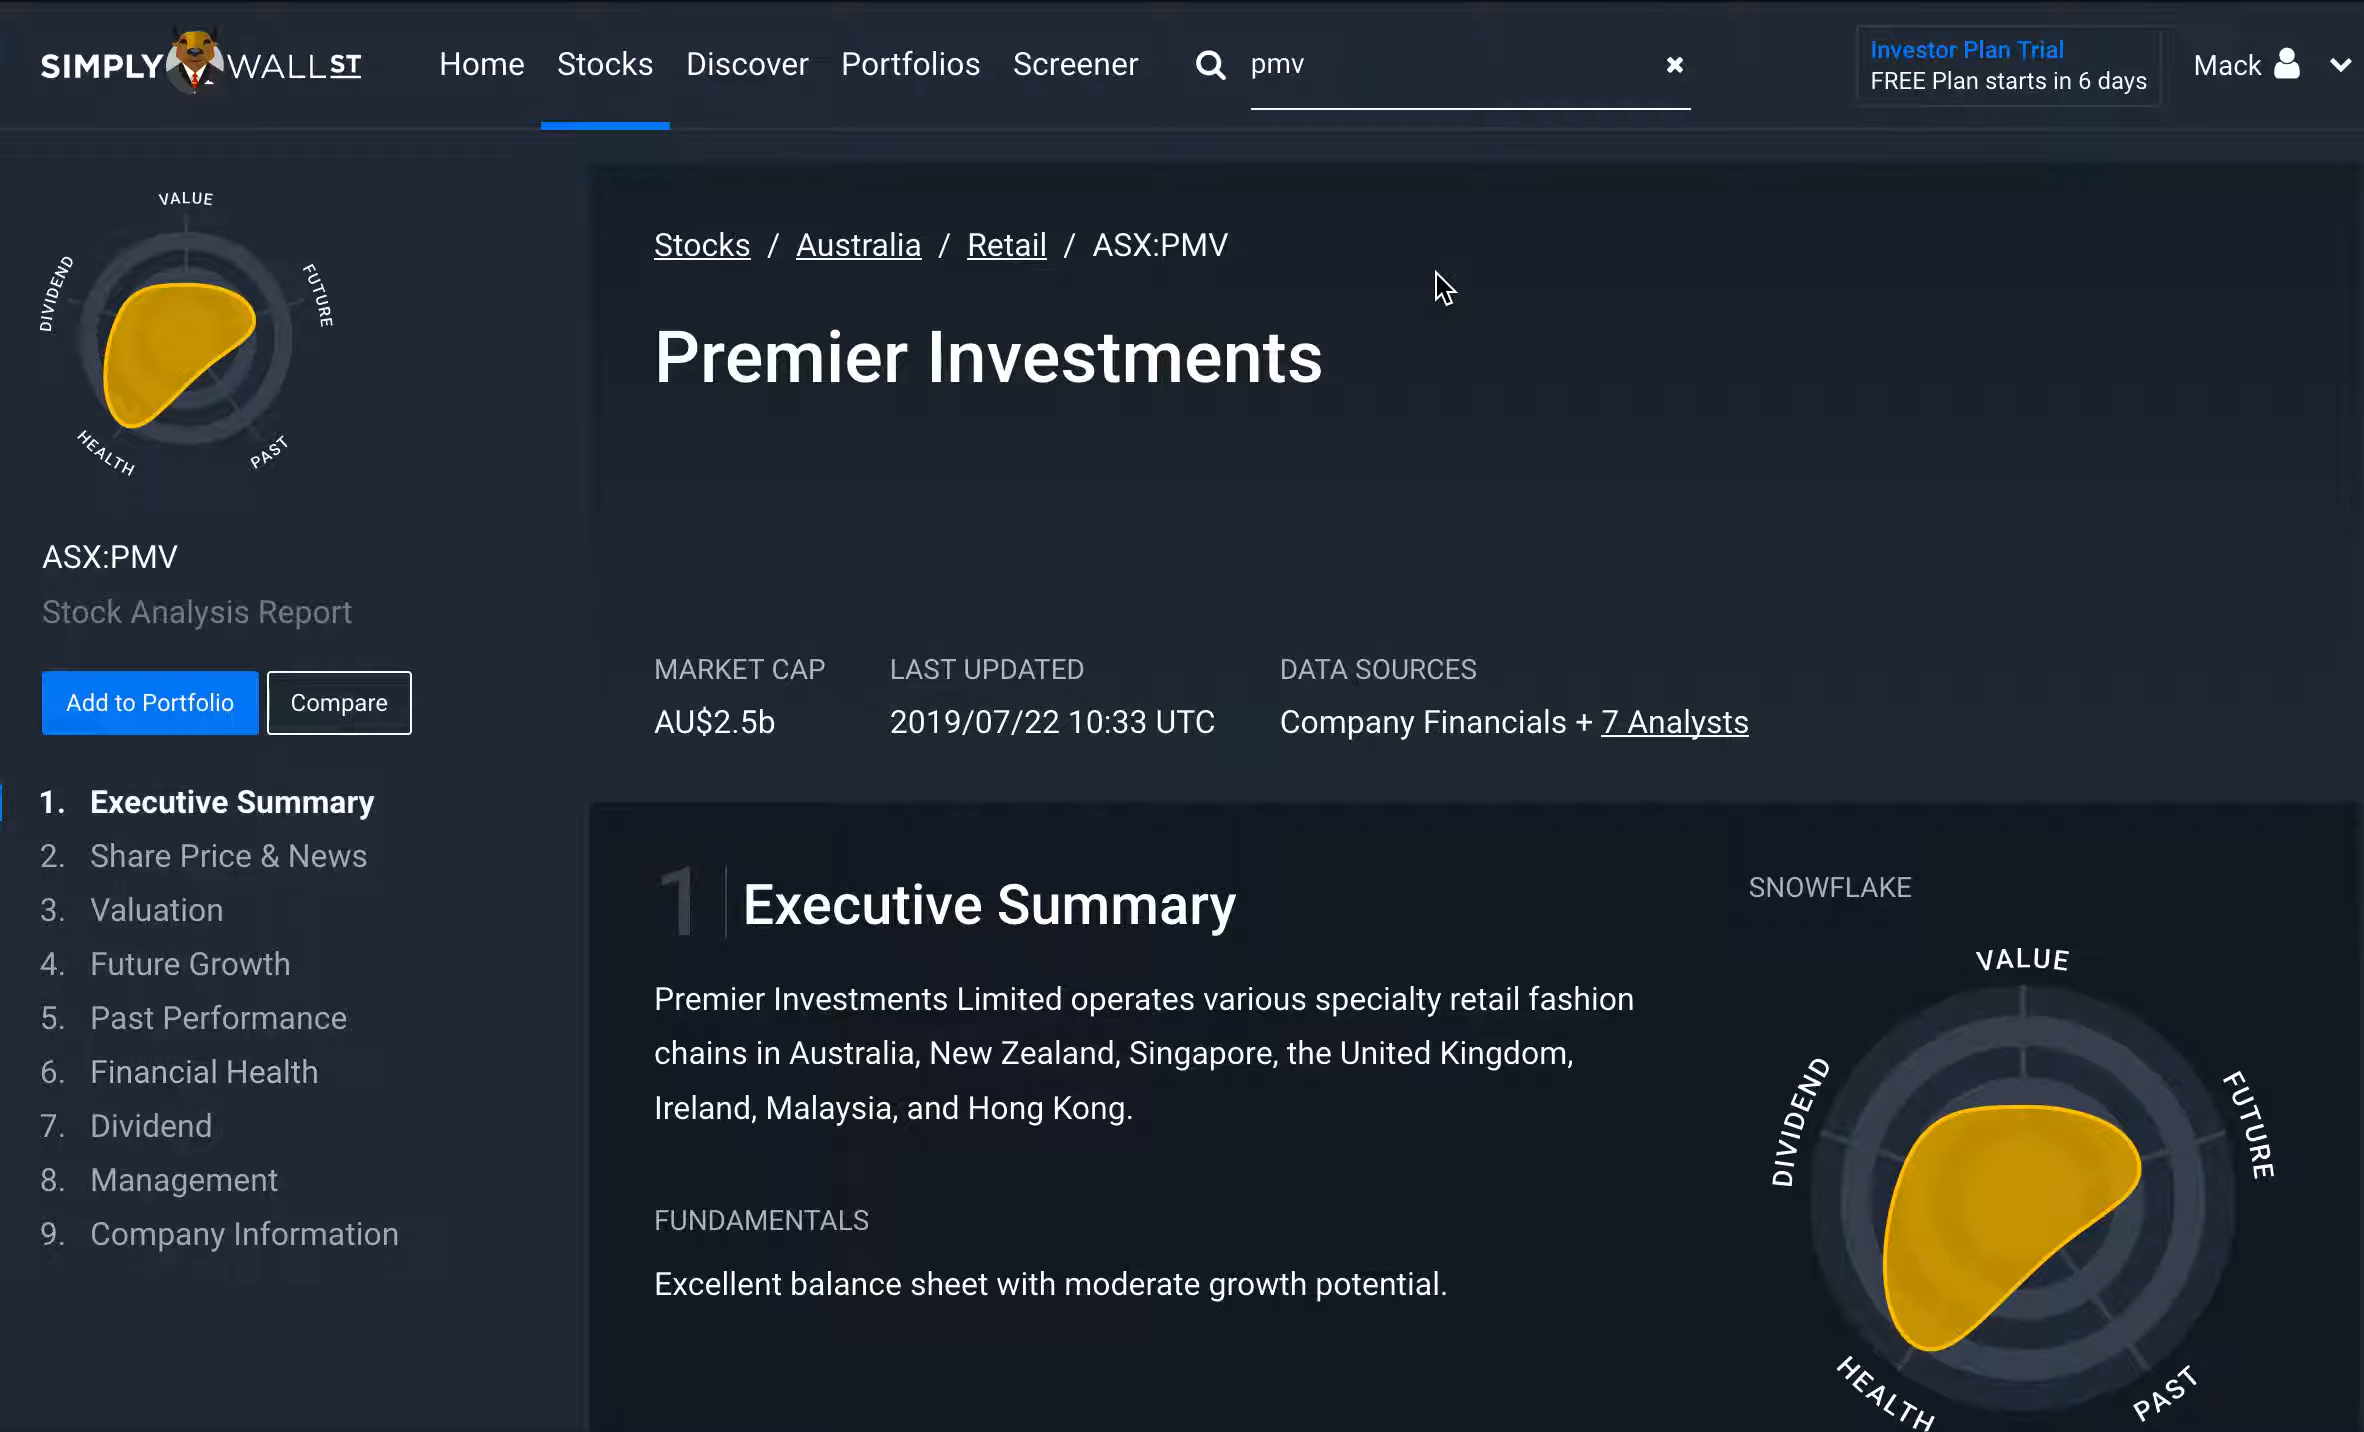 SIMPLY WALL ST
Home Stocks Discover Portfolios Screener
pmv
Investor Plan Trial
FREE Plan starts in 6 days
Mack
VALUE
FUTURE
PAST
HEALTH
DIVIDEND
ASX:PMV
Stock Analysis Report
Add to Portfolio
Compare
1. Executive Summary
2. Share Price & News
3. Valuation
4. Future Growth
5. Past Performance
6. Financial Health
7. Dividend
8. Management
9. Company Information
Stocks / Australia / Retail / ASX:PMV
Premier Investments
MARKET CAP
AU$2.5b
LAST UPDATED
2019/07/22 10:33 UTC
DATA SOURCES
Company Financials + 7 Analysts
1 Executive Summary
Premier Investments Limited operates various specialty retail fashion
chains in Australia, New Zealand, Singapore, the United Kingdom,
Ireland, Malaysia, and Hong Kong.
FUNDAMENTALS
Excellent balance sheet with moderate growth potential.
SNOWFLAKE
VALUE
FUTURE
PAST
HEALTH
DIVIDEND